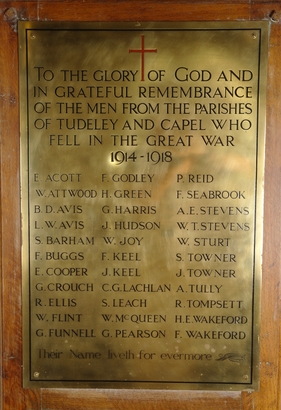 TO THE GLORY OF GOD AND
IN GRATEFUL REMEMBRANCE
OF THE MEN FROM THE PARISHES
OF TUDELEY AND CAPEL WHO
FELL IN THE GREAT WAR
1914-1918
E ACOTT F. GODLEY P. REID
W. ATTWOOD H. GREEN F. SEABROOK
B. DAVIS G. HARRIS A. E. STEVENS
L. W. AVIS J. HUDSON W. T. STEVENS
S. BARHAM W. JOY W. STURT
F. BUGGS F. KEEL S. TOWNER
E. COOPER J. KEEL J. TOWNER
G. CROUCH C. G. LACHLAN A. TULLY
R. ELLIS S. LEACH R. TOMPSETT
W. FLINT W. McQUEEN H. E. WAKEFORD
G. FUNNELL G. PEARSON F. WAKEFORD
Their Name liveth for evermore